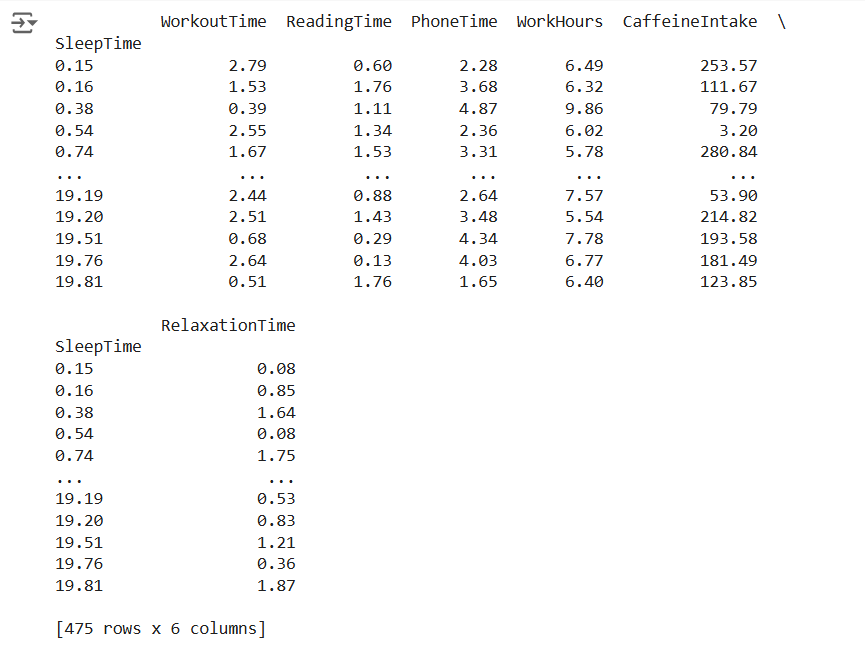 WorkoutTime  ReadingTime  PhoneTime  WorkHours  CaffeineIntake  \
SleepTime
0.15  2.79  0.60  2.28  6.49  253.57
0.16  1.53  1.76  3.68  6.32  111.67
0.38  0.39  1.11  4.87  9.86  79.79
0.54  2.55  1.34  2.36  6.02  3.20
0.74  1.67  1.53  3.31  5.78  280.84
...  ...  ...  ...  ...  ...
19.19  2.44  0.88  2.64  7.57  53.90
19.20  2.51  1.43  3.48  5.54  214.82
19.51  0.68  0.29  4.34  7.78  193.58
19.76  2.64  0.13  4.03  6.77  181.49
19.81  0.51  1.76  1.65  6.40  123.85
RelaxationTime
SleepTime
0.15  0.08
0.16  0.85
0.38  1.64
0.54  0.08
0.74  1.75
...  ...
19.19  0.53
19.20  0.83
19.51  1.21
19.76  0.36
19.81  1.87
[475 rows x 6 columns]